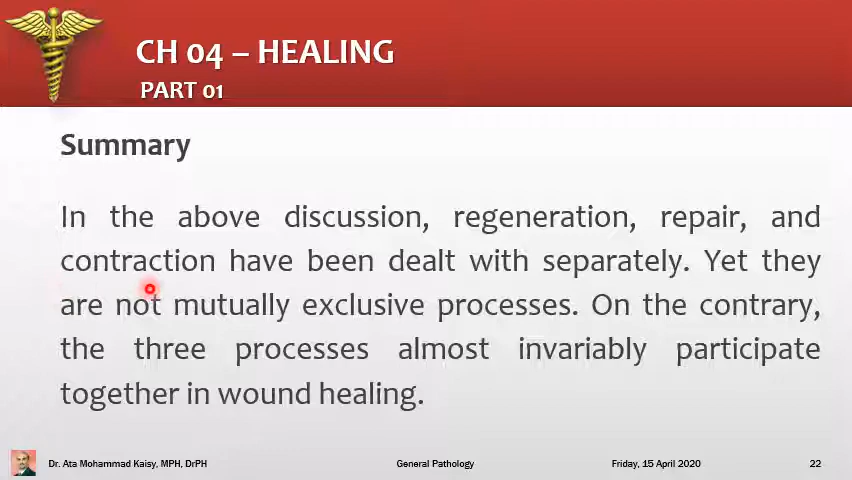 CH 04 – HEALING
PART 01
Summary
In the above discussion, regeneration, repair, and
contraction have been dealt with separately. Yet they
are not mutually exclusive processes. On the contrary,
the three processes almost invariably participate
together in wound healing.
Dr. Ata Mohammad Kaisy, MPH, DrPH General Pathology Friday, 15 April 2020 22